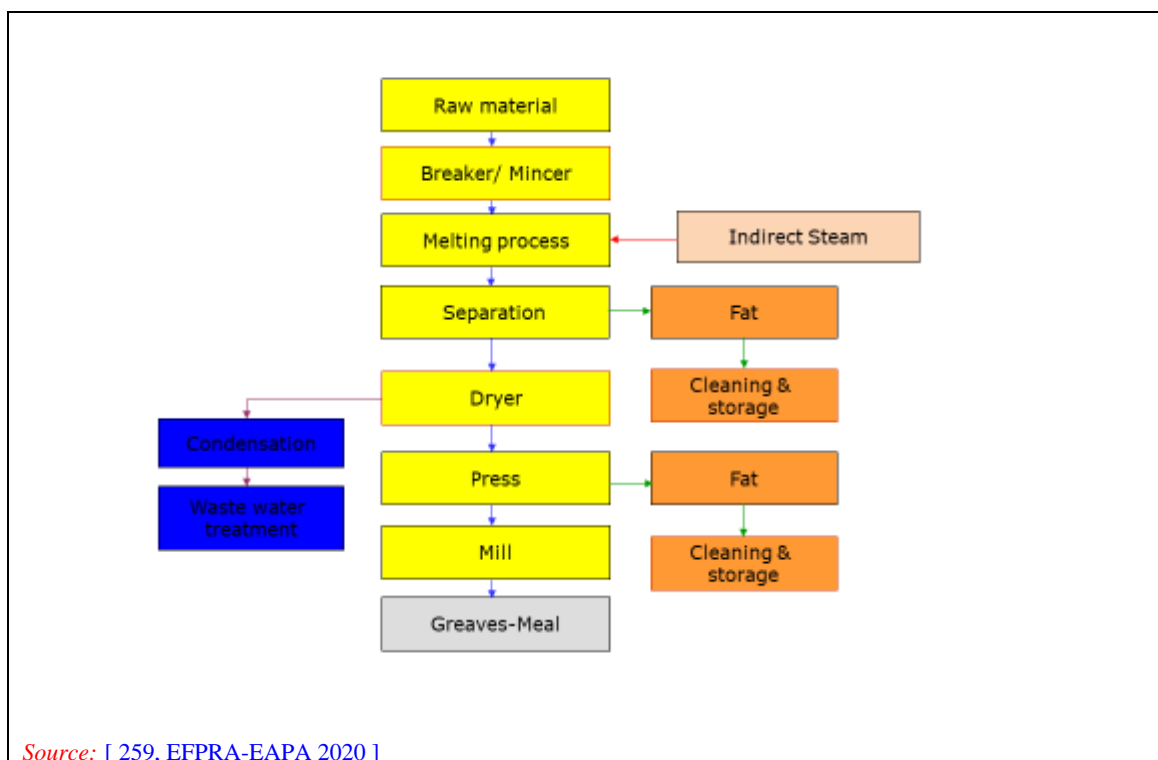 Raw material
Breaker/ Mincer
Melting process
Indirect Steam
Separation
Fat
Cleaning &
storage
Dryer
Condensation
Waste water
treatment
Press
Fat
Cleaning &
storage
Mill
Greaves-Meal
Source: [ 259, EFPRA-EAPA 2020 ]